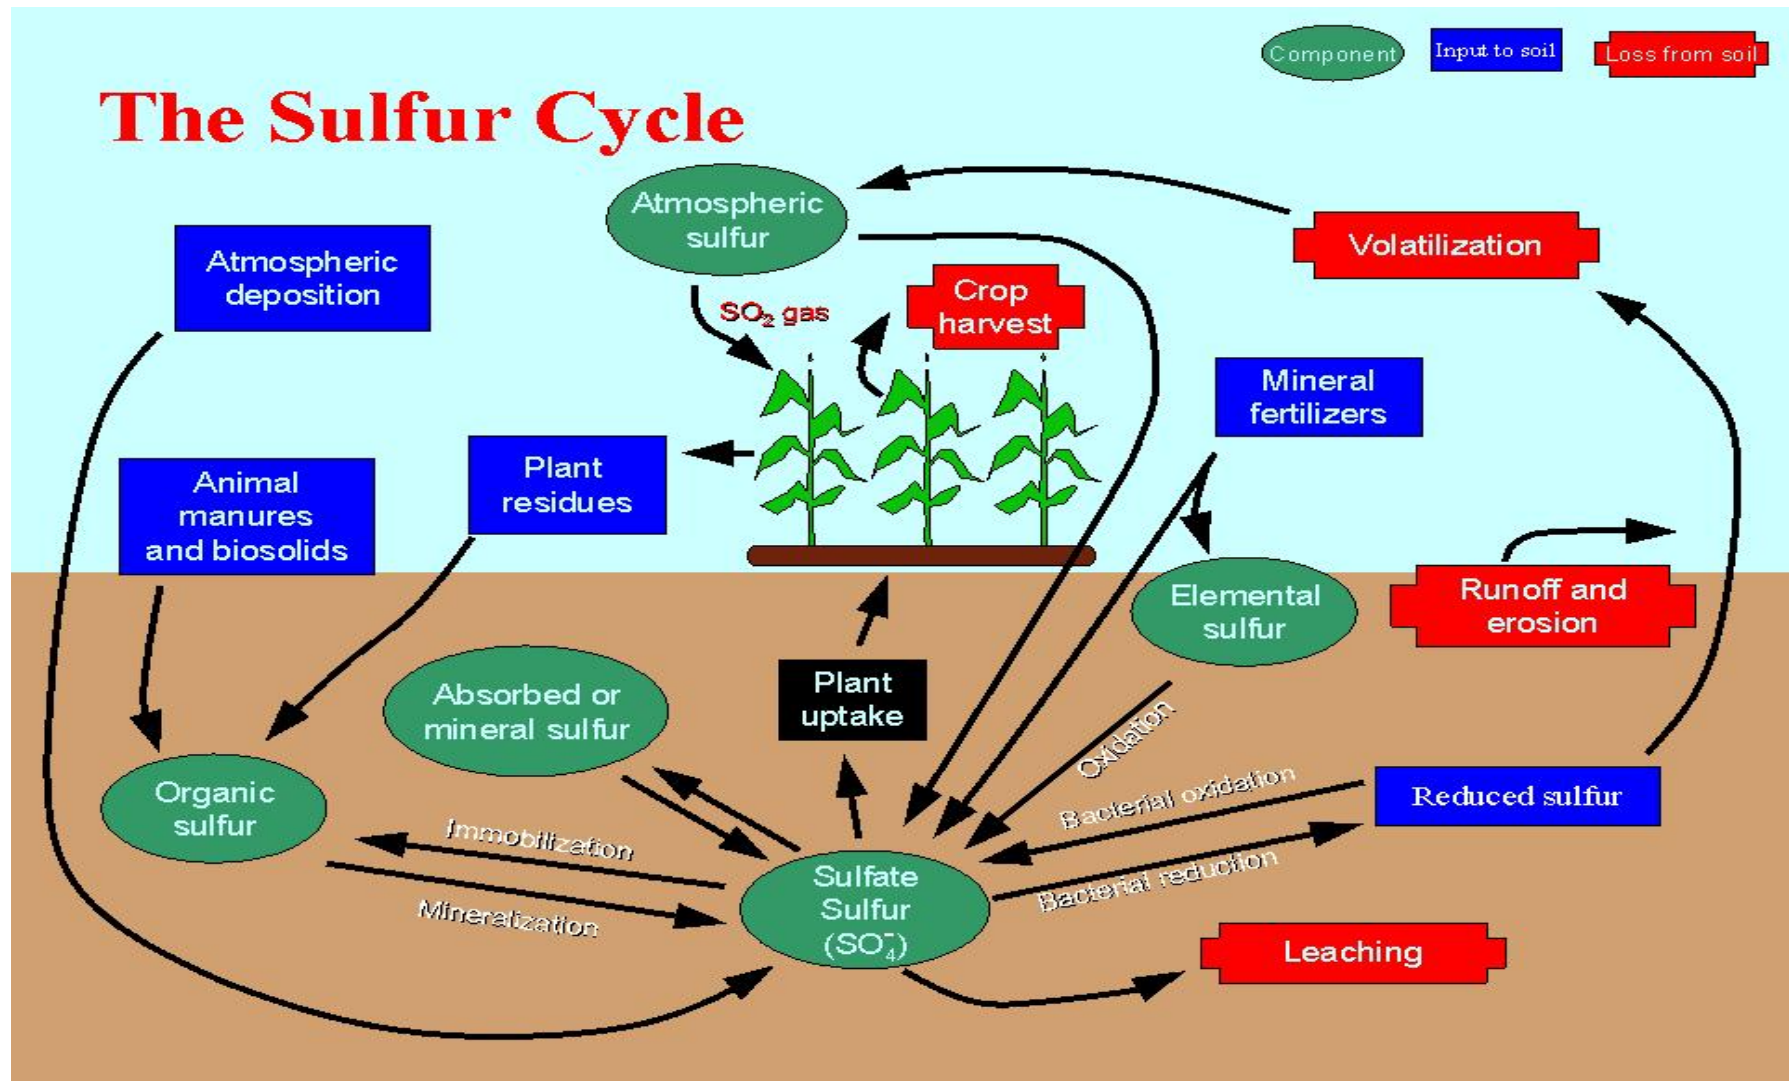 Component
Input to soil
Loss from soil
The Sulfur Cycle
Atmospheric
sulfur
Volatilization
Atmospheric
deposition
SO₂ gas
Crop
harvest
Mineral
fertilizers
Animal
manures
and biosolids
Plant
residues
Elemental
sulfur
Runoff and
erosion
Absorbed or
mineral sulfur
Plant
uptake
Oxidation
Organic
sulfur
Immobilization
Mineralization
Bacterial oxidation
Bacterial reduction
Reduced sulfur
Sulfate
Sulfur
(SO₄⁻)
Leaching